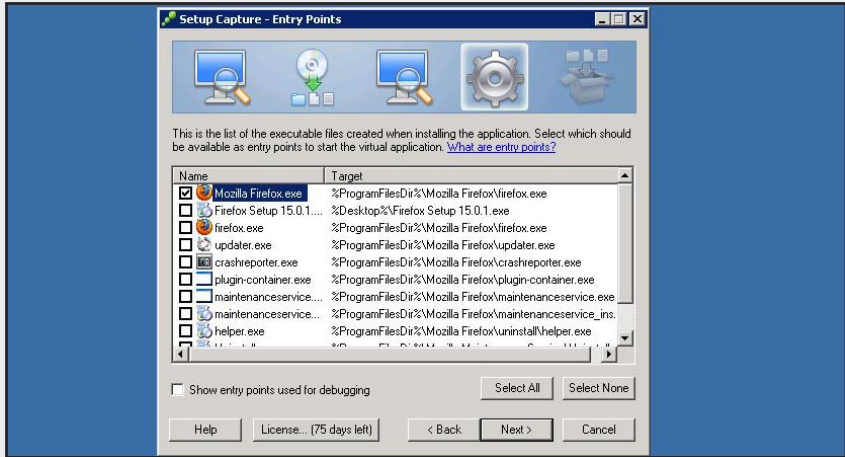 Setup Capture - Entry Points
This is the list of the executable files created when installing the application. Select which should
be available as entry points to start the virtual application. What are entry points?
Name Target
Mozilla Firefox.exe %ProgramFilesDir%\Mozilla Firefox\firefox.exe
Firefox Setup 15.0.1.... %Desktop%\Firefox Setup 15.0.1.exe
firefox.exe %ProgramFilesDir%\Mozilla Firefox\firefox.exe
updater.exe %ProgramFilesDir%\Mozilla Firefox\updater.exe
crashreporter.exe %ProgramFilesDir%\Mozilla Firefox\crashreporter.exe
plugin-container.exe %ProgramFilesDir%\Mozilla Firefox\plugin-container.exe
maintenanceservice.... %ProgramFilesDir%\Mozilla Firefox\maintenanceservice.exe
maintenanceservice... %ProgramFilesDir%\Mozilla Firefox\maintenanceservice_ins.
helper.exe %ProgramFilesDir%\Mozilla Firefox\uninstall\helper.exe
Show entry points used for debugging
Select All Select None
Help License... (75 days left) < Back Next > Cancel